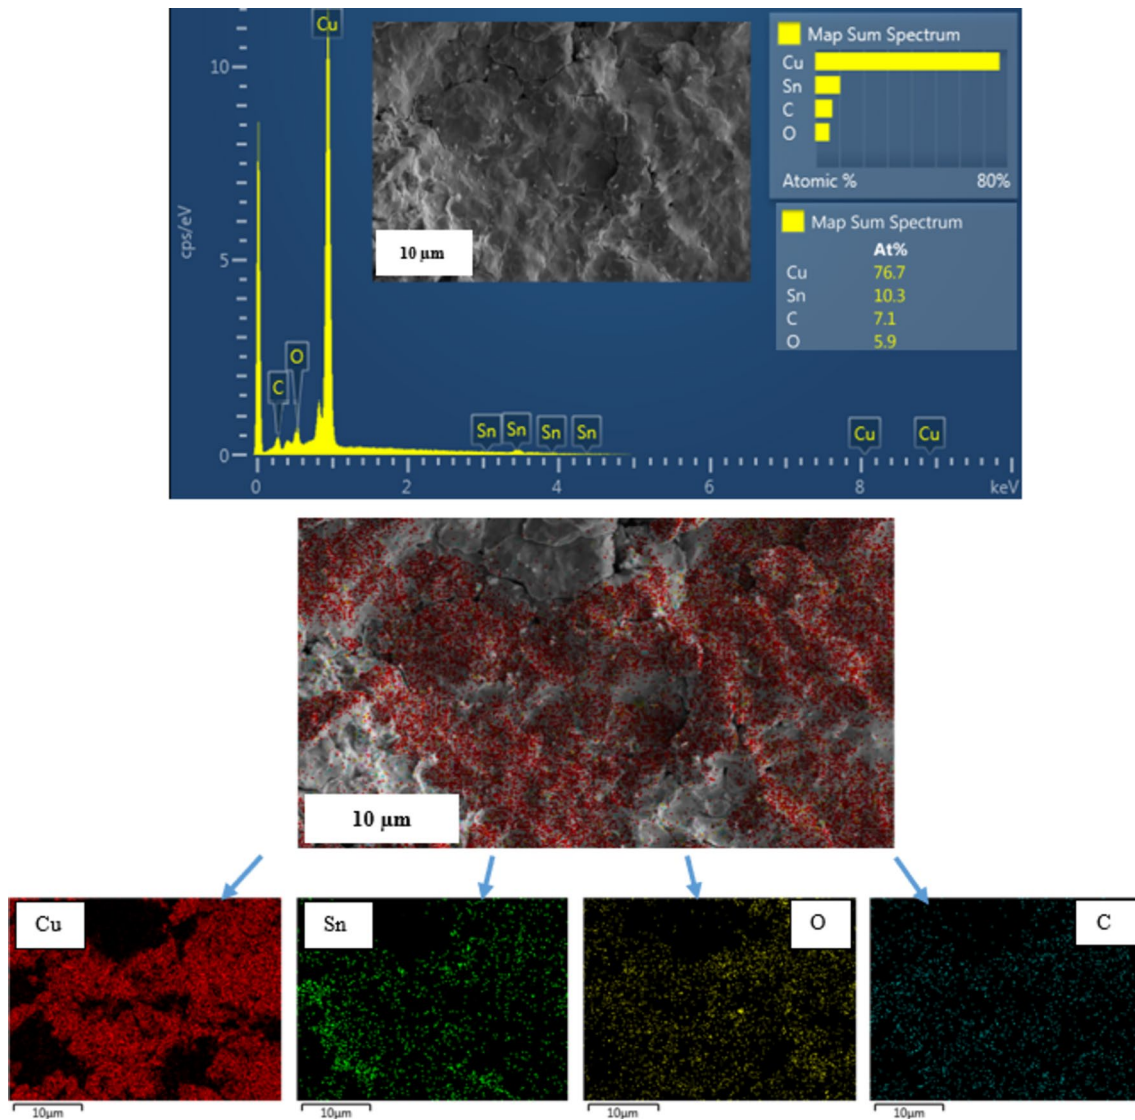 Cu
10
cps/eV
5
O
C
Sn
Sn
Sn
Sn
Cu
Cu
0
0
2
4
6
8
keV
10 µm
Map Sum Spectrum
Cu
Sn
C
O
Atomic %
80%
Map Sum Spectrum
At%
Cu 76.7
Sn 10.3
C 7.1
O 5.9
10 µm
Cu
Sn
O
C
10µm
10µm
10µm
10µm